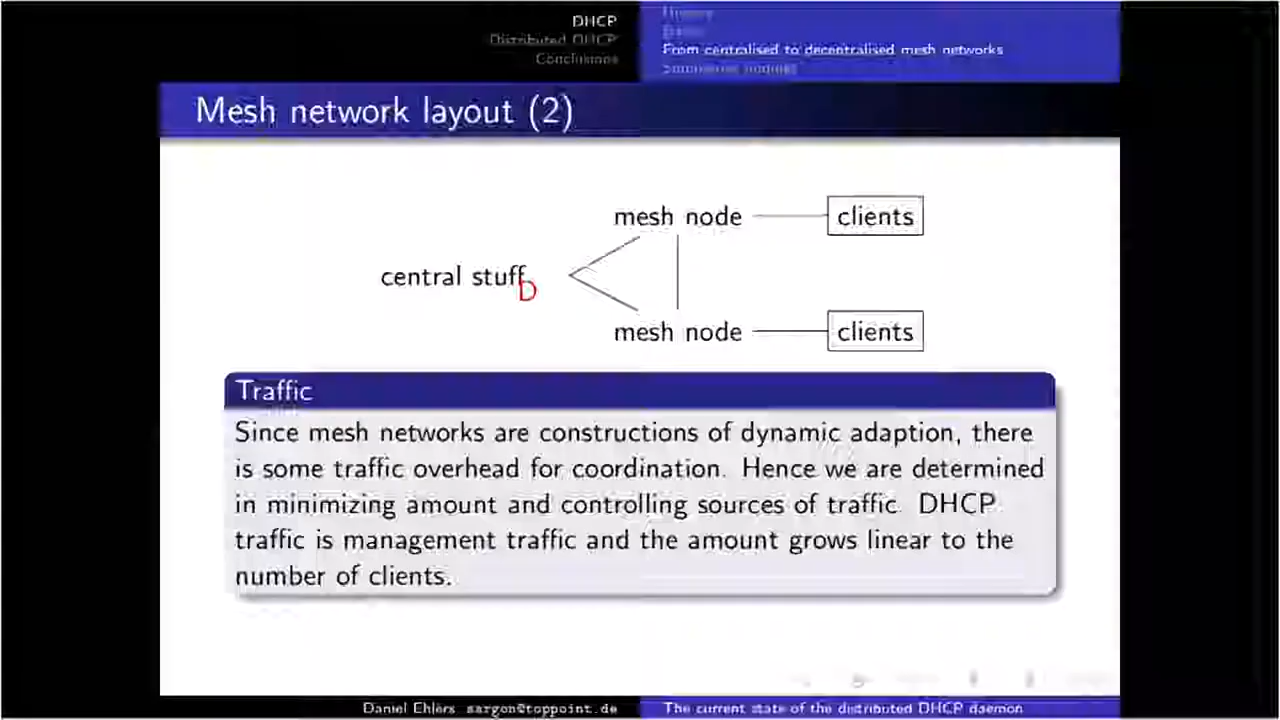 DHCP
Distributed DHCP
Conclusions
From centralised to decentralised mesh networks
Mesh network layout (2)
mesh node
clients
central stuff
D
mesh node
clients
Traffic
Since mesh networks are constructions of dynamic adaption, there
is some traffic overhead for coordination. Hence we are determined
in minimizing amount and controlling sources of traffic. DHCP
traffic is management traffic and the amount grows linear to the
number of clients.
Daniel Ehlers sargon@toppoint.de
The current state of the distributed DHCP daemon